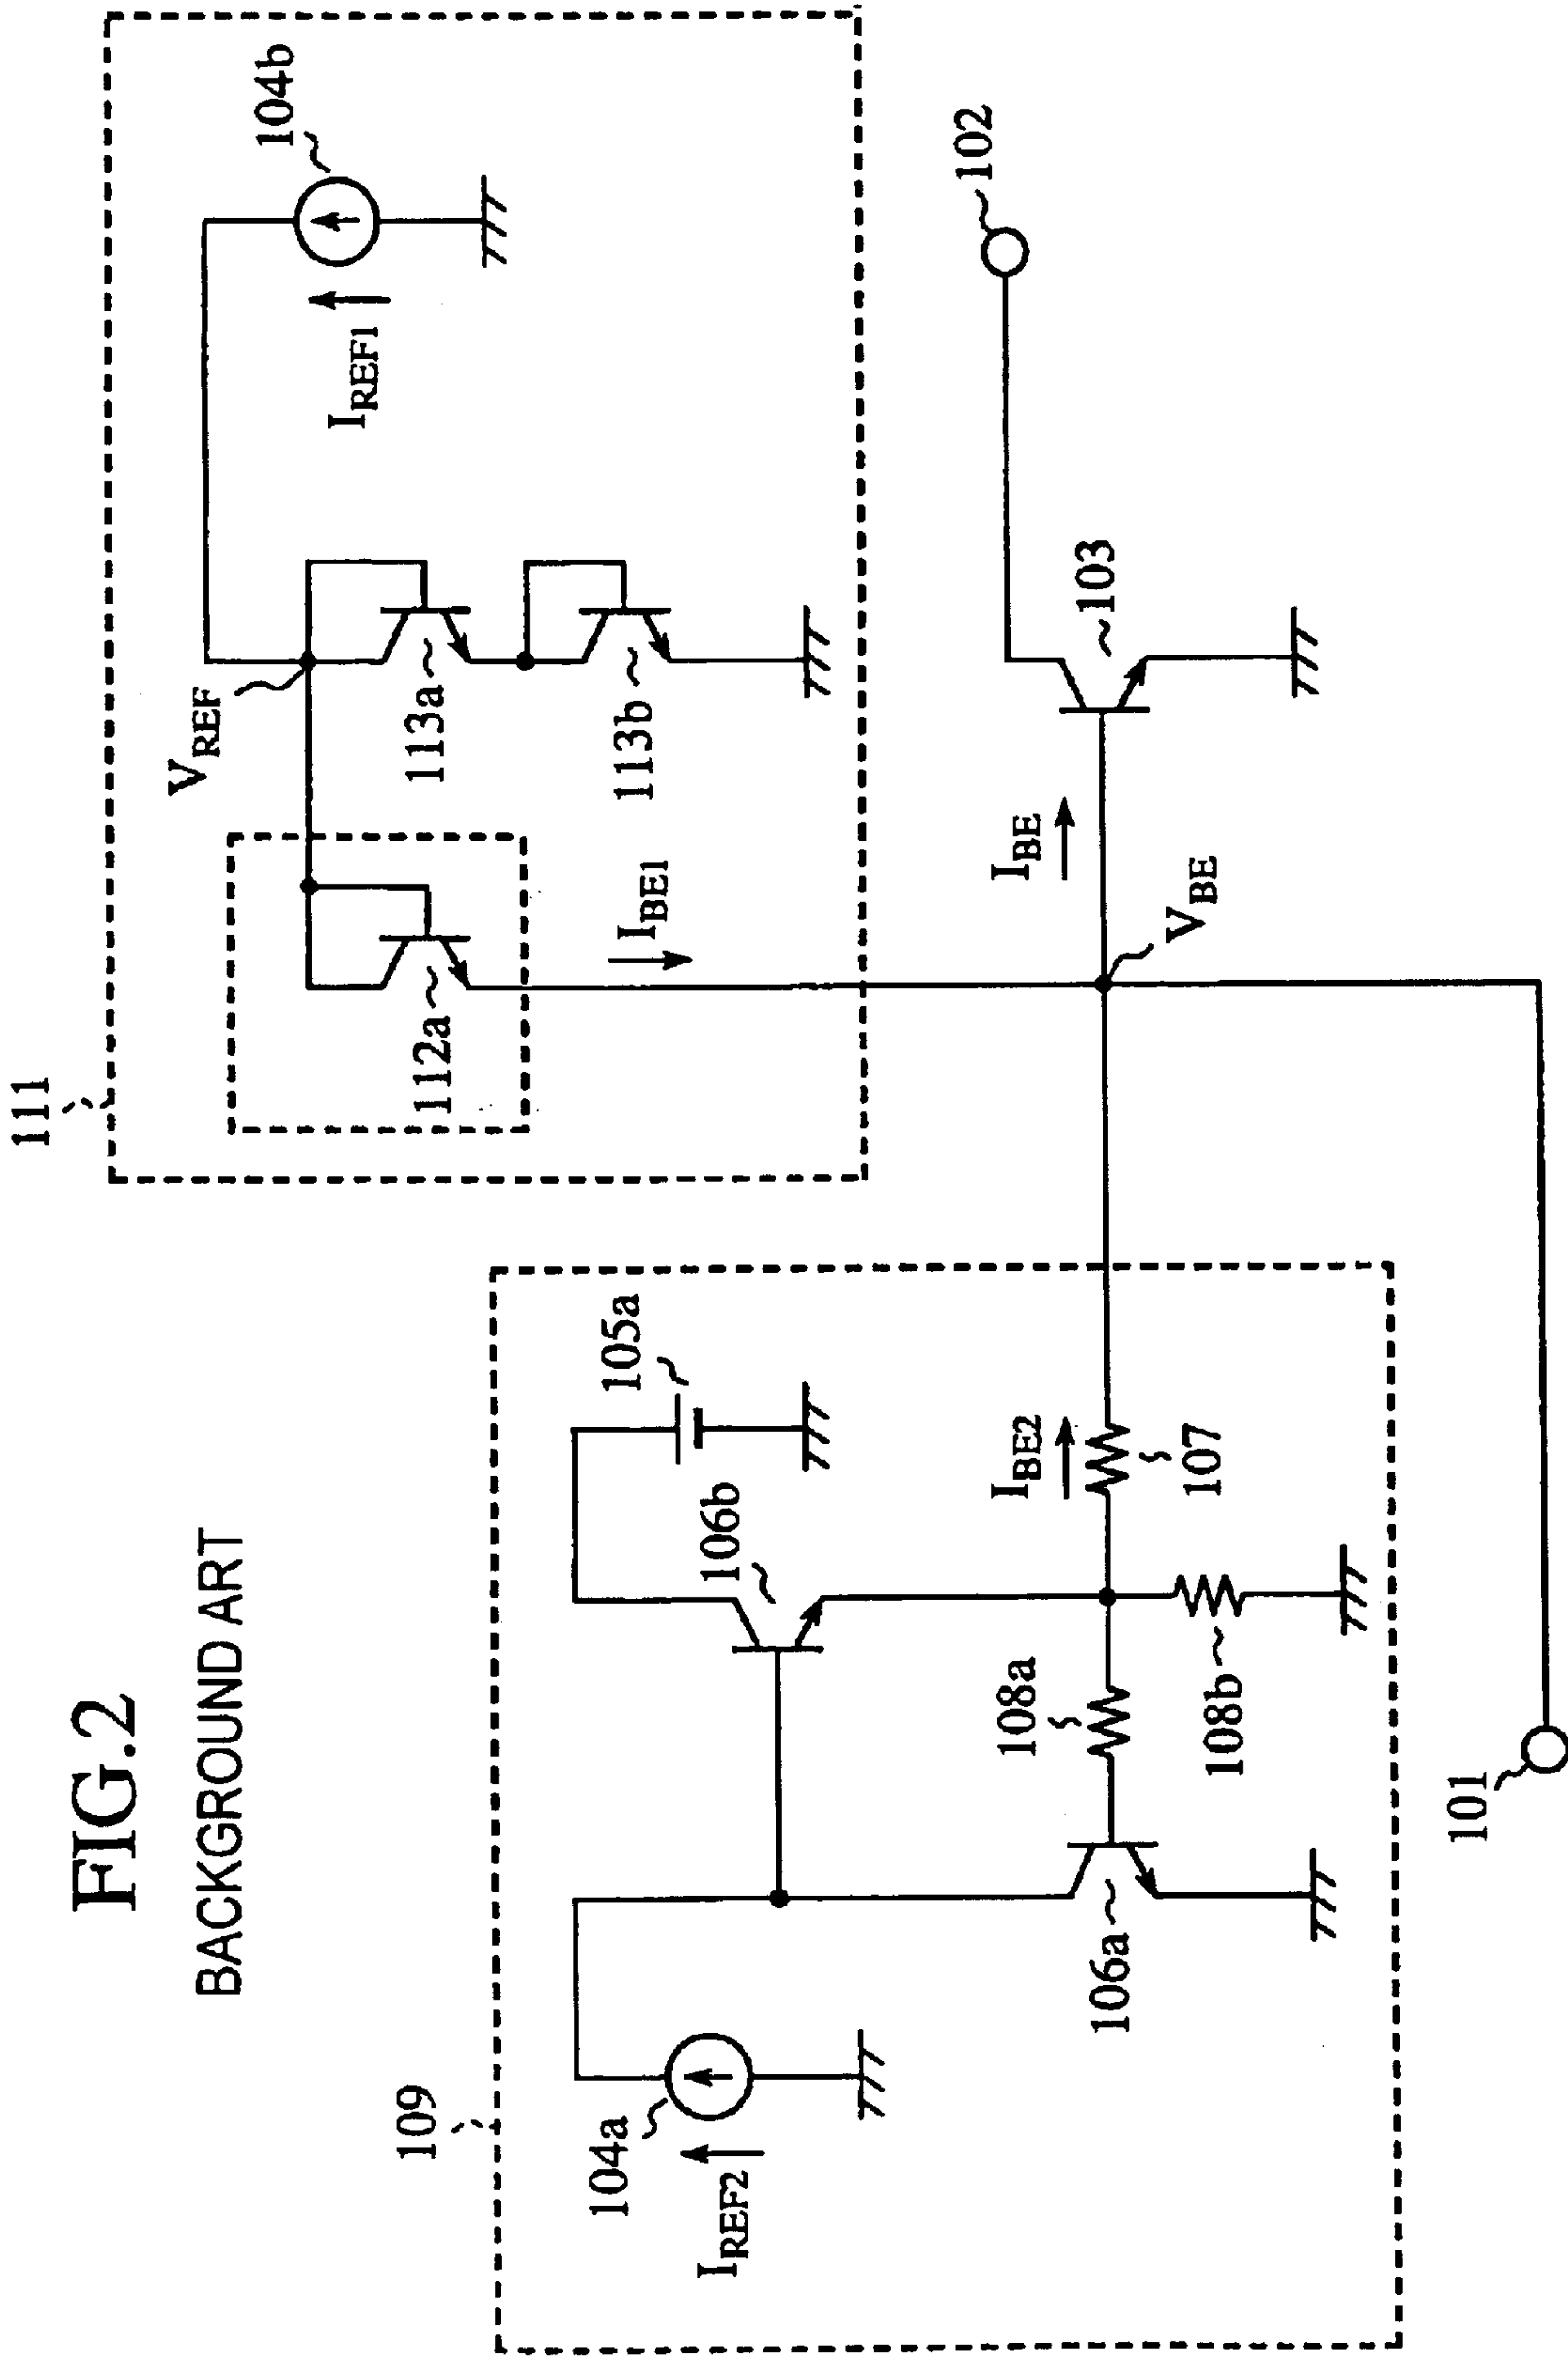 FIG.2
BACKGROUND ART
111
104b
I_REF1
V_REF
113a
113b
112a
I_BE1
102
103
I_BE
V_BE
109
105a
106b
I_BE2
107
108a
108b
104a
I_REF2
106a
101